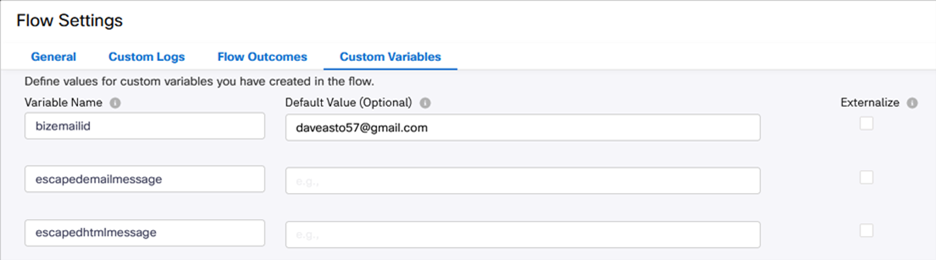 Flow Settings
General Custom Logs Flow Outcomes Custom Variables
Define values for custom variables you have created in the flow.
Variable Name Default Value (Optional) Externalize
bizemailid daveasto57@gmail.com
escapedemailmessage e.g.,
escapedhtmlmessage e.g.,